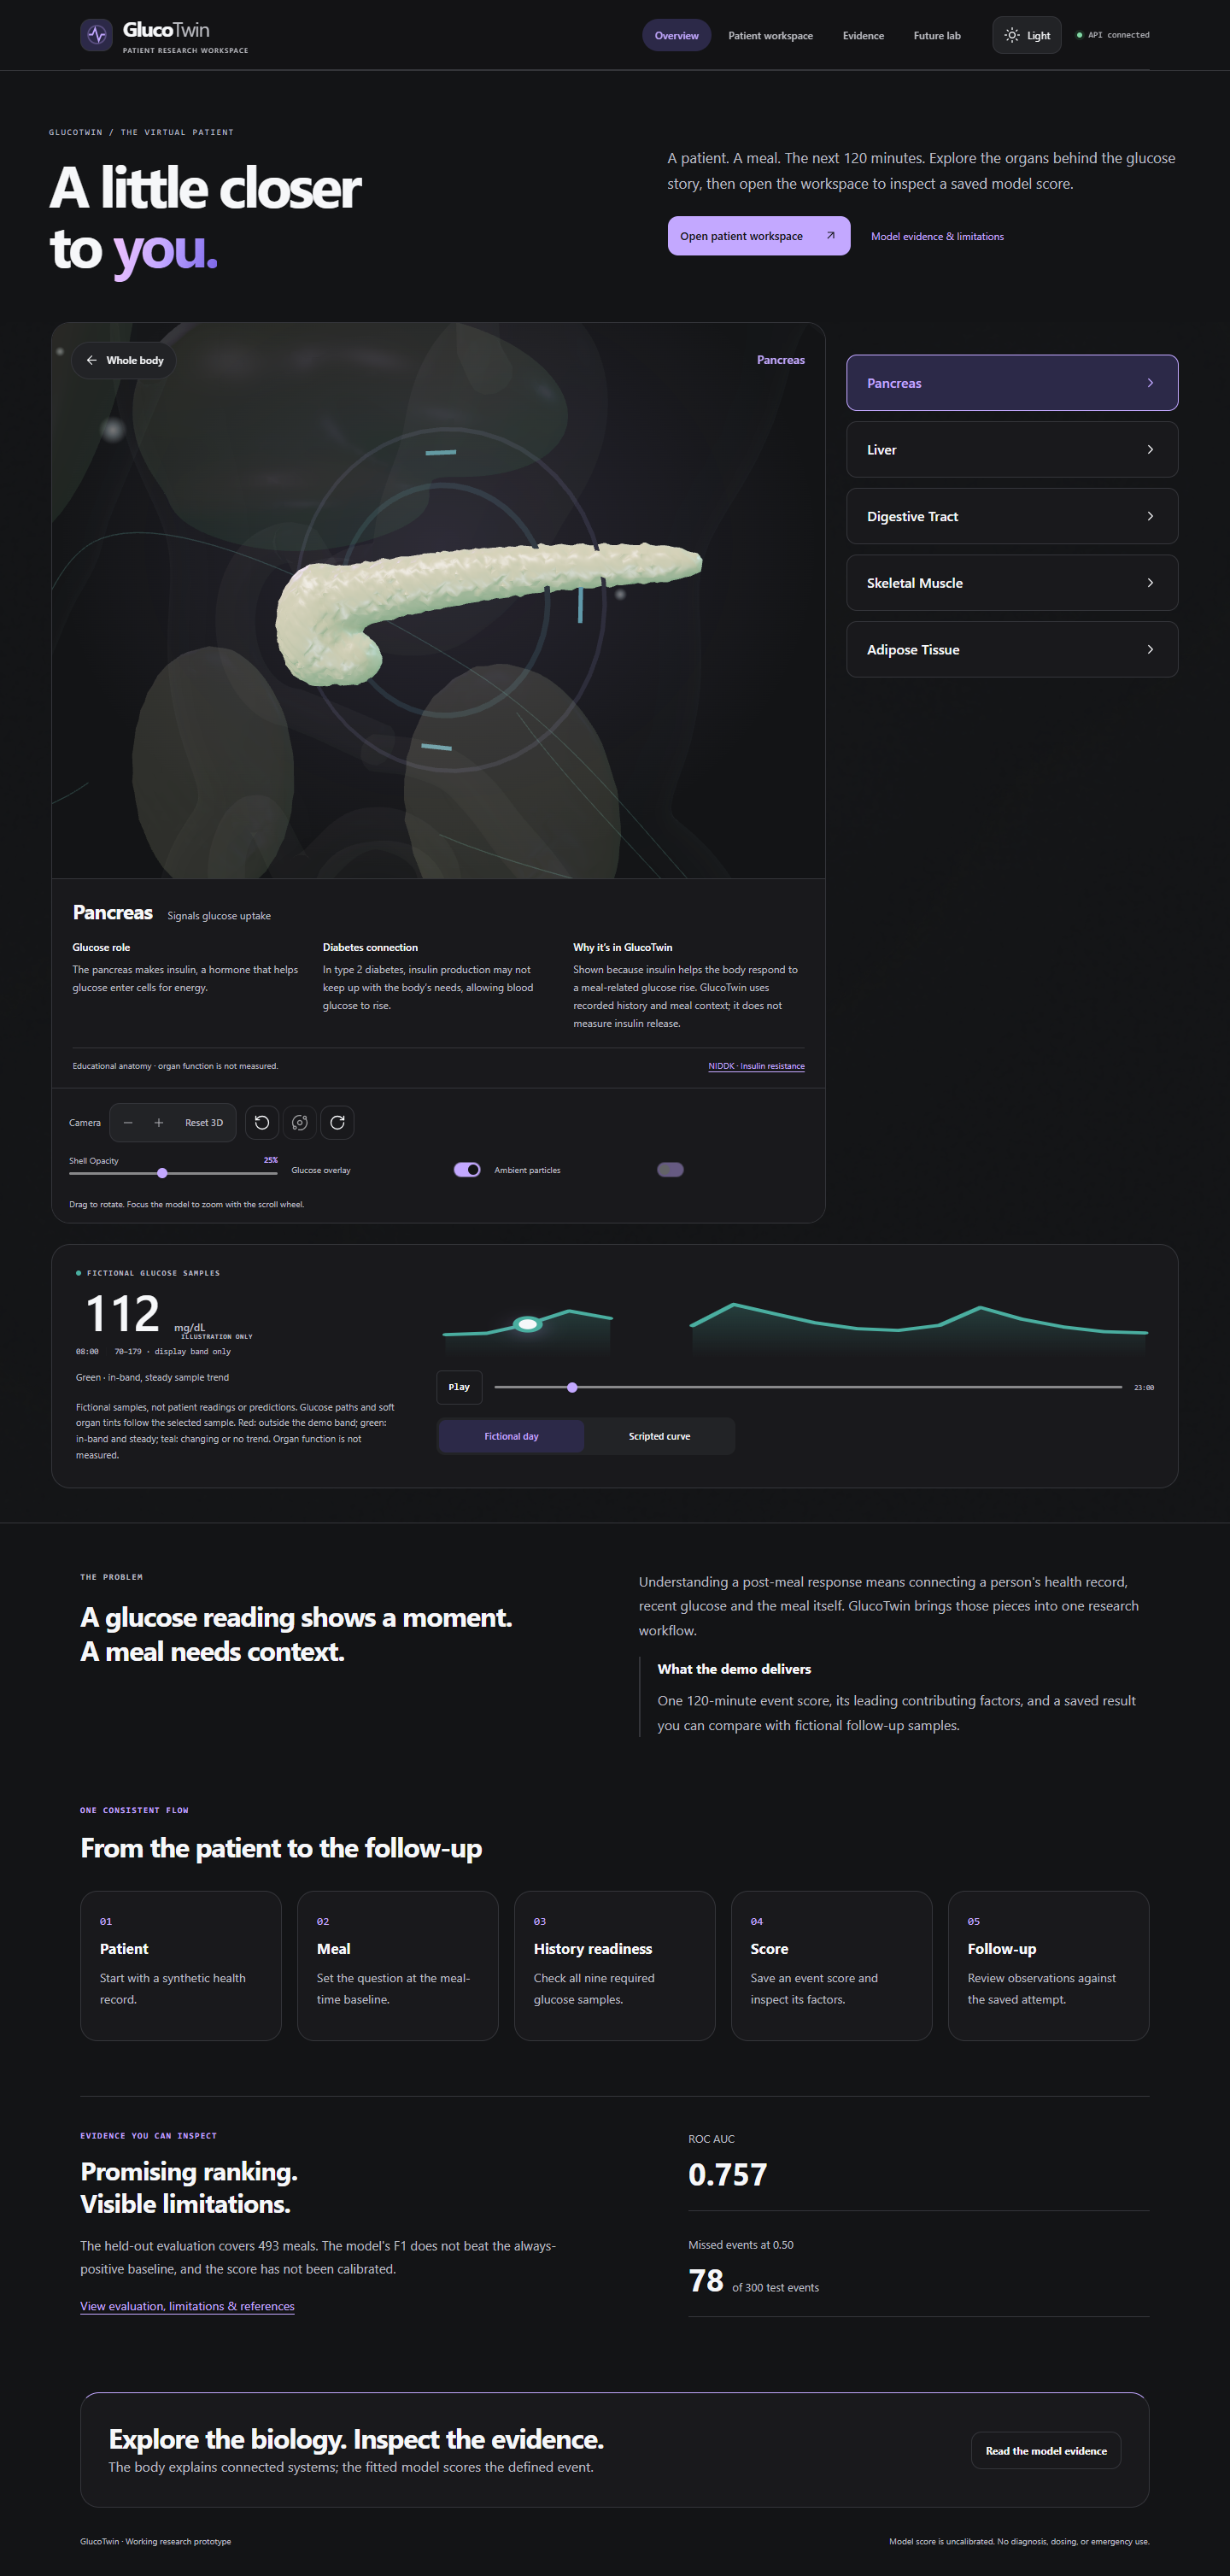 GlucoTwin
PATIENT RESEARCH WORKSPACE
Overview
Patient workspace
Evidence
Future lab
Light
API connected
GLUCOTWIN / THE VIRTUAL PATIENT
A little closer
to you.
A patient. A meal. The next 120 minutes. Explore the organs behind the glucose
story, then open the workspace to inspect a saved model score.
Open patient workspace
Model evidence & limitations
Whole body
Pancreas
Pancreas
Liver
Digestive Tract
Skeletal Muscle
Adipose Tissue
Pancreas
Signals glucose uptake
Glucose role
The pancreas makes insulin, a hormone that helps
glucose enter cells for energy.
Diabetes connection
In type 2 diabetes, insulin production may not
keep up with the body's needs, allowing blood
glucose to rise.
Why it's in GlucoTwin
Shown because insulin helps the body respond to
a meal-related glucose rise. GlucoTwin uses
recorded history and meal context; it does not
measure insulin release.
Educational anatomy · organ function is not measured.
NIDDK · Insulin resistance
Camera
Reset 3D
Shell Opacity
25%
Glucose overlay
Ambient particles
Drag to rotate. Focus the model to zoom with the scroll wheel.
FICTIONAL GLUCOSE SAMPLES
112 mg/dL
ILLUSTRATION ONLY
08:00 70–179 · display band only
Green · in-band, steady sample trend
Fictional samples, not patient readings or predictions. Glucose paths and soft
organ tints follow the selected sample. Red: outside the demo band; green:
in-band and steady; teal: changing or no trend. Organ function is not
measured.
Play
23:00
Fictional day
Scripted curve
THE PROBLEM
A glucose reading shows a moment.
A meal needs context.
Understanding a post-meal response means connecting a person's health record,
recent glucose and the meal itself. GlucoTwin brings those pieces into one research
workflow.
What the demo delivers
One 120-minute event score, its leading contributing factors, and a saved result
you can compare with fictional follow-up samples.
ONE CONSISTENT FLOW
From the patient to the follow-up
01
Patient
Start with a synthetic health
record.
02
Meal
Set the question at the meal-
time baseline.
03
History readiness
Check all nine required
glucose samples.
04
Score
Save an event score and
inspect its factors.
05
Follow-up
Review observations against
the saved attempt.
EVIDENCE YOU CAN INSPECT
Promising ranking.
Visible limitations.
The held-out evaluation covers 493 meals. The model's F1 does not beat the always-
positive baseline, and the score has not been calibrated.
View evaluation, limitations & references
ROC AUC
0.757
Missed events at 0.50
78 of 300 test events
Explore the biology. Inspect the evidence.
The body explains connected systems; the fitted model scores the defined event.
Read the model evidence
GlucoTwin · Working research prototype
Model score is uncalibrated. No diagnosis, dosing, or emergency use.